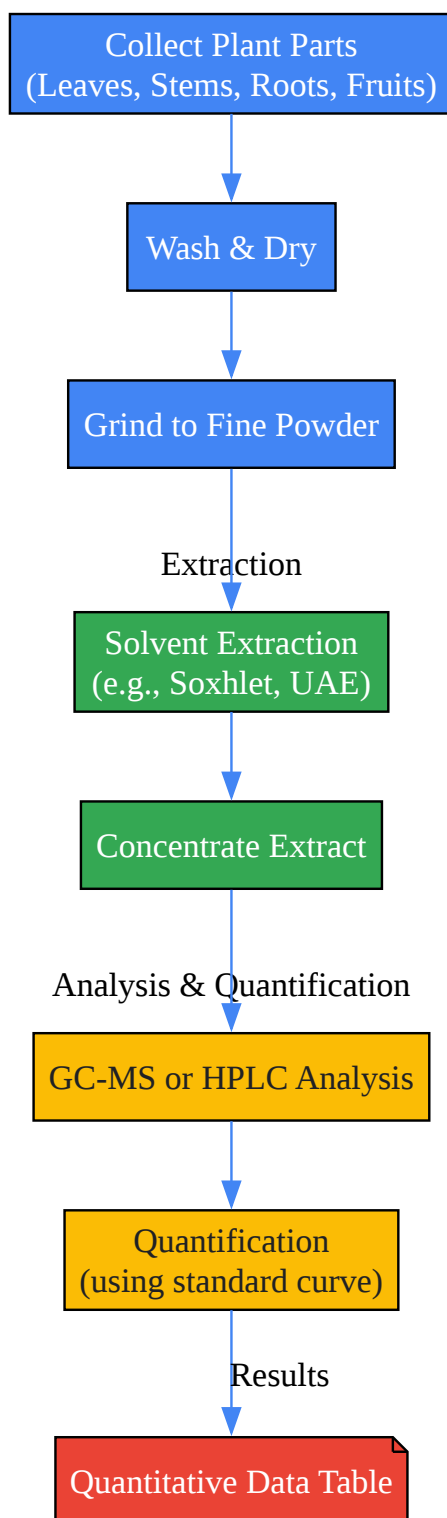 Collect Plant Parts
(Leaves, Stems, Roots, Fruits)
Wash & Dry
Grind to Fine Powder
Extraction
Solvent Extraction
(e.g., Soxhlet, UAE)
Concentrate Extract
Analysis & Quantification
GC-MS or HPLC Analysis
Quantification
(using standard curve)
Results
Quantitative Data Table